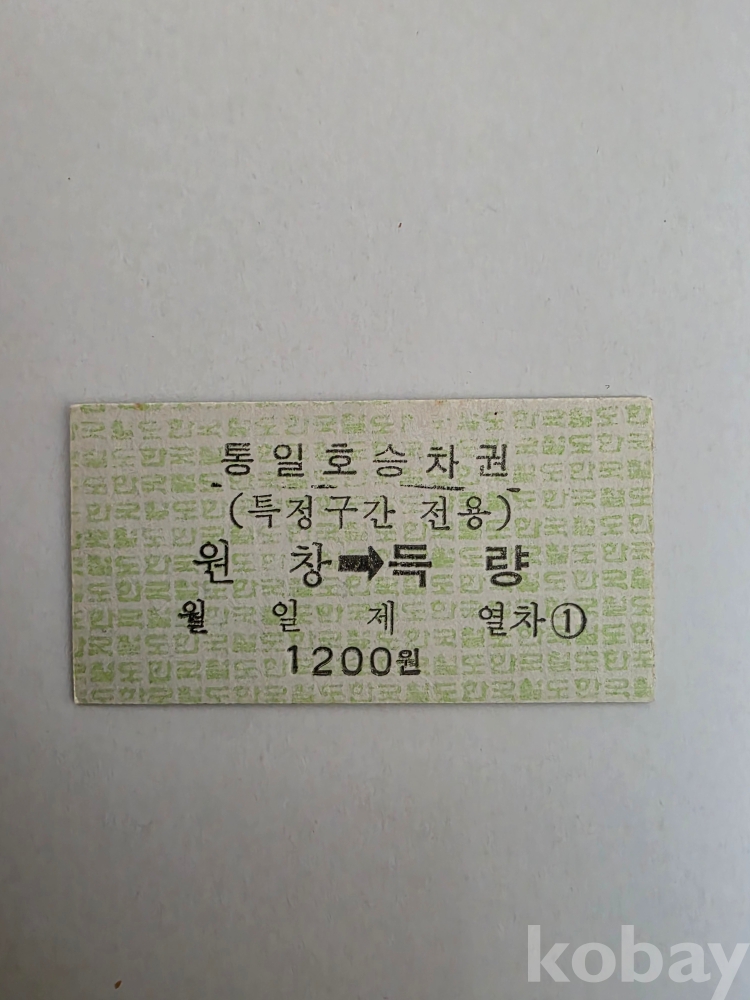 통일호승차권
(특정구간 전용)
원 창➡득 량
월 일 제 열차①
1200원
kobay